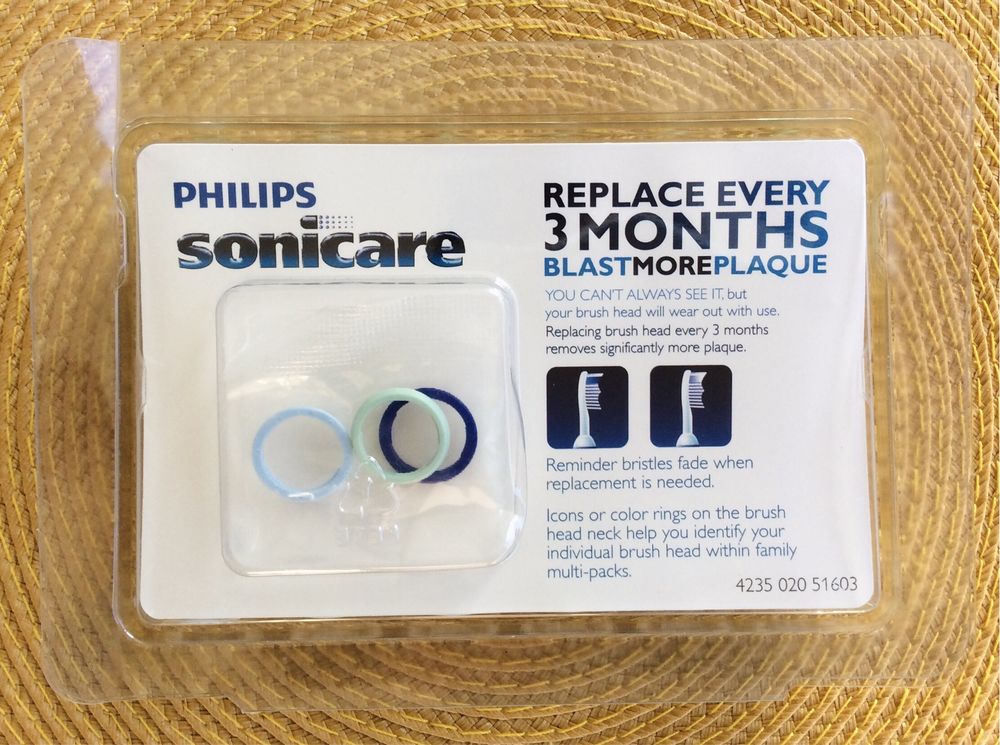 PHILIPS
sonicare
REPLACE EVERY
3 MONTHS
BLASTMOREPLAQUE
YOU CAN'T ALWAYS SEE IT, but
your brush head will wear out with use.
Replacing brush head every 3 months
removes significantly more plaque.
Reminder bristles fade when
replacement is needed.
Icons or color rings on the brush
head neck help you identify your
individual brush head within family
multi-packs.
4235 020 51603